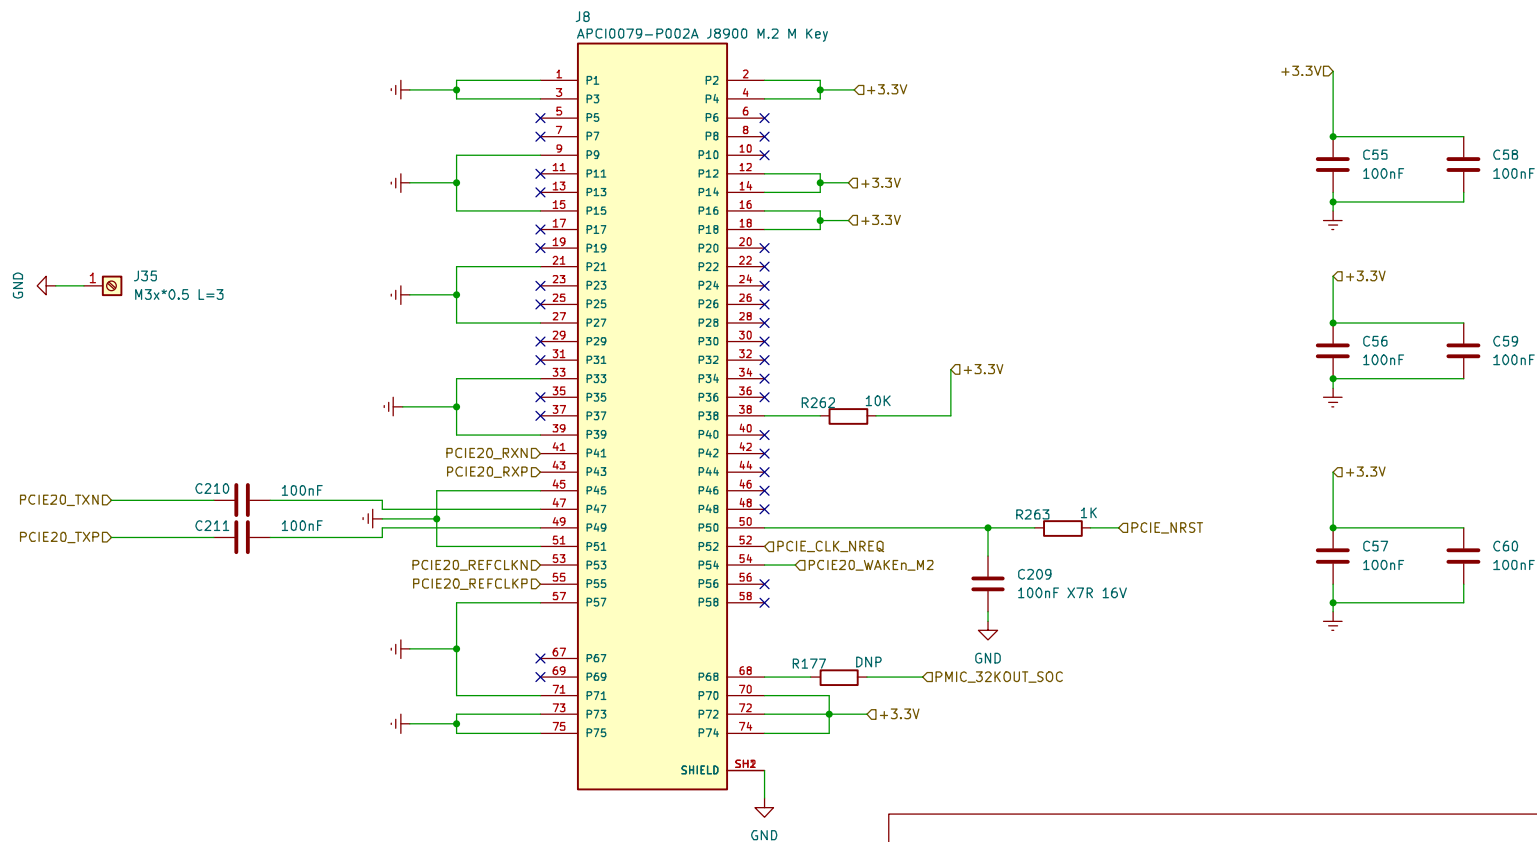 J8
APCI0079-P002A J8900 M.2 M Key
1 P1 P2 2
3 P3 P4 4 +3.3V
5 P5 P6 6
7 P7 P8 8
9 P9 P10 10
11 P11 P12 12
13 P13 P14 14 +3.3V
15 P15 P16 16
17 P17 P18 18 +3.3V
19 P19 P20 20
21 P21 P22 22
23 P23 P24 24
25 P25 P26 26
27 P27 P28 28
29 P29 P30 30
31 P31 P32 32
33 P33 P34 34
35 P35 P36 36
37 P37 P38 38
39 P39 P40 40
PCIE20_RXN 41 P41 P42 42
PCIE20_RXP 43 P43 P44 44
45 P45 P46 46
47 P47 P48 48
49 P49 P50 50
51 P51 P52 52 PCIE_CLK_NREQ
PCIE20_REFCLKN 53 P53 P54 54 PCIE20_WAKEn_M2
PCIE20_REFCLKP 55 P55 P56 56
57 P57 P58 58
67 P67
69 P69 P68 68
71 P71 P70 70
73 P73 P72 72 +3.3V
75 P75 P74 74
SHIELD
GND
GND
1
J35
M3x*0.5 L=3
PCIE20_TXN
C210
100nF
PCIE20_TXP
C211
100nF
R262
10K
+3.3V
R263
1K
PCIE_NRST
C209
100nF X7R 16V
GND
R177
DNP
PMIC_32KOUT_SOC
+3.3V
C55
100nF
C58
100nF
+3.3V
C56
100nF
C59
100nF
+3.3V
C57
100nF
C60
100nF